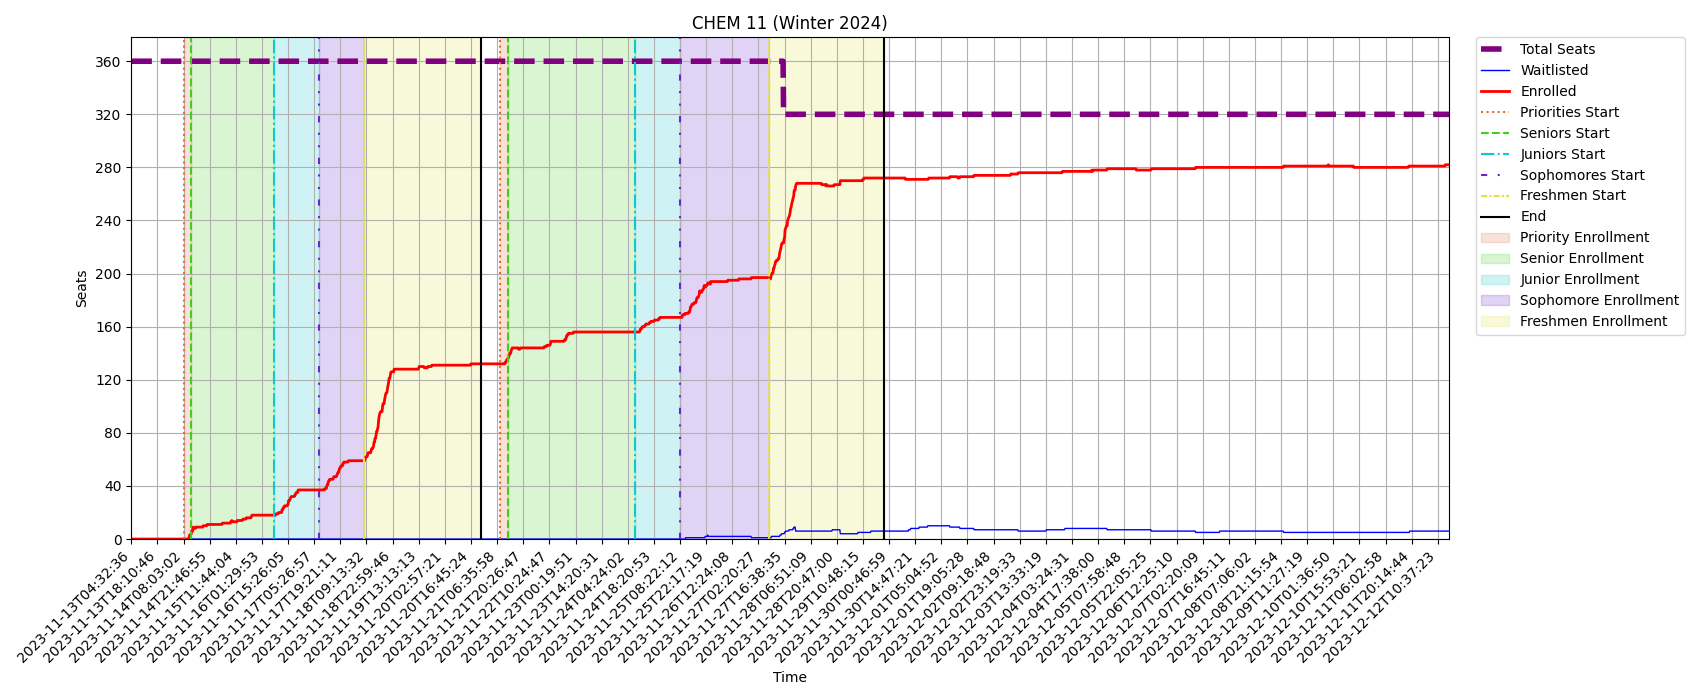 CHEM 11 (Winter 2024)
Seats
360
320
280
240
200
160
120
80
40
0
2023-11-13T04:32:36
2023-11-13T18:10:46
2023-11-14T08:03:02
2023-11-14T21:46:55
2023-11-15T11:44:04
2023-11-16T01:29:53
2023-11-16T15:26:05
2023-11-17T05:26:57
2023-11-17T19:21:11
2023-11-18T09:13:32
2023-11-18T22:59:46
2023-11-19T13:13:13
2023-11-20T02:57:21
2023-11-20T16:45:24
2023-11-21T06:35:58
2023-11-21T20:26:47
2023-11-22T10:24:47
2023-11-23T00:19:51
2023-11-23T14:20:31
2023-11-24T04:24:02
2023-11-24T18:20:53
2023-11-25T08:22:12
2023-11-25T22:17:19
2023-11-26T12:24:08
2023-11-27T02:20:27
2023-11-27T16:38:35
2023-11-28T06:51:09
2023-11-28T20:47:00
2023-11-29T10:48:15
2023-11-30T00:46:59
2023-11-30T14:47:21
2023-12-01T05:04:52
2023-12-01T19:05:28
2023-12-02T09:18:48
2023-12-02T23:19:33
2023-12-03T13:33:19
2023-12-04T03:24:31
2023-12-04T17:38:00
2023-12-05T07:58:48
2023-12-05T22:05:25
2023-12-06T12:25:10
2023-12-07T02:20:09
2023-12-07T16:45:11
2023-12-08T07:06:02
2023-12-08T21:15:54
2023-12-09T11:27:19
2023-12-10T01:36:50
2023-12-10T15:53:21
2023-12-11T06:02:58
2023-12-11T20:14:44
2023-12-12T10:37:23
Time
Total Seats
Waitlisted
Enrolled
Priorities Start
Seniors Start
Juniors Start
Sophomores Start
Freshmen Start
End
Priority Enrollment
Senior Enrollment
Junior Enrollment
Sophomore Enrollment
Freshmen Enrollment